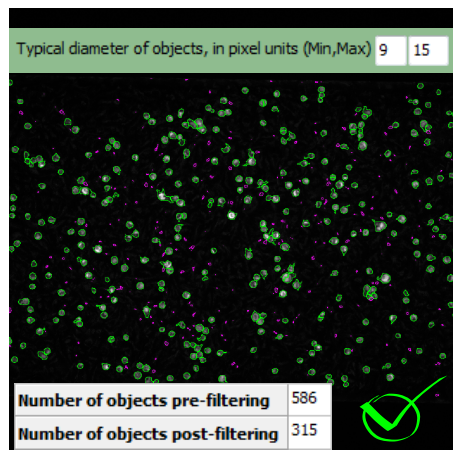 Typical diameter of objects, in pixel units (Min,Max) 9 15
Number of objects pre-filtering 586
Number of objects post-filtering 315